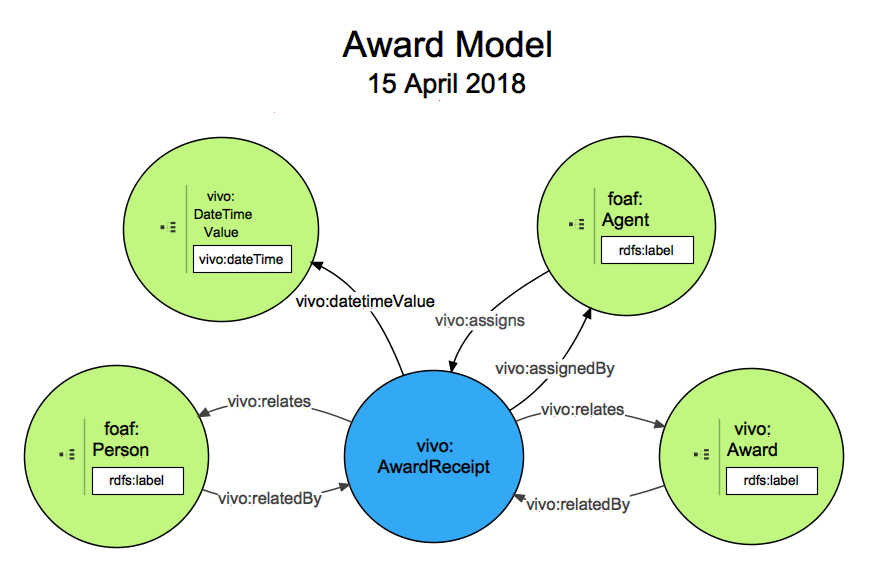 Award Model
15 April 2018
vivo:
DateTime
Value
vivo:dateTime
foaf:
Agent
rdfs:label
vivo:datetimeValue
vivo:assigns
vivo:assignedBy
foaf:
Person
rdfs:label
vivo:relates
vivo:relatedBy
vivo:
AwardReceipt
vivo:relates
vivo:relatedBy
vivo:
Award
rdfs:label